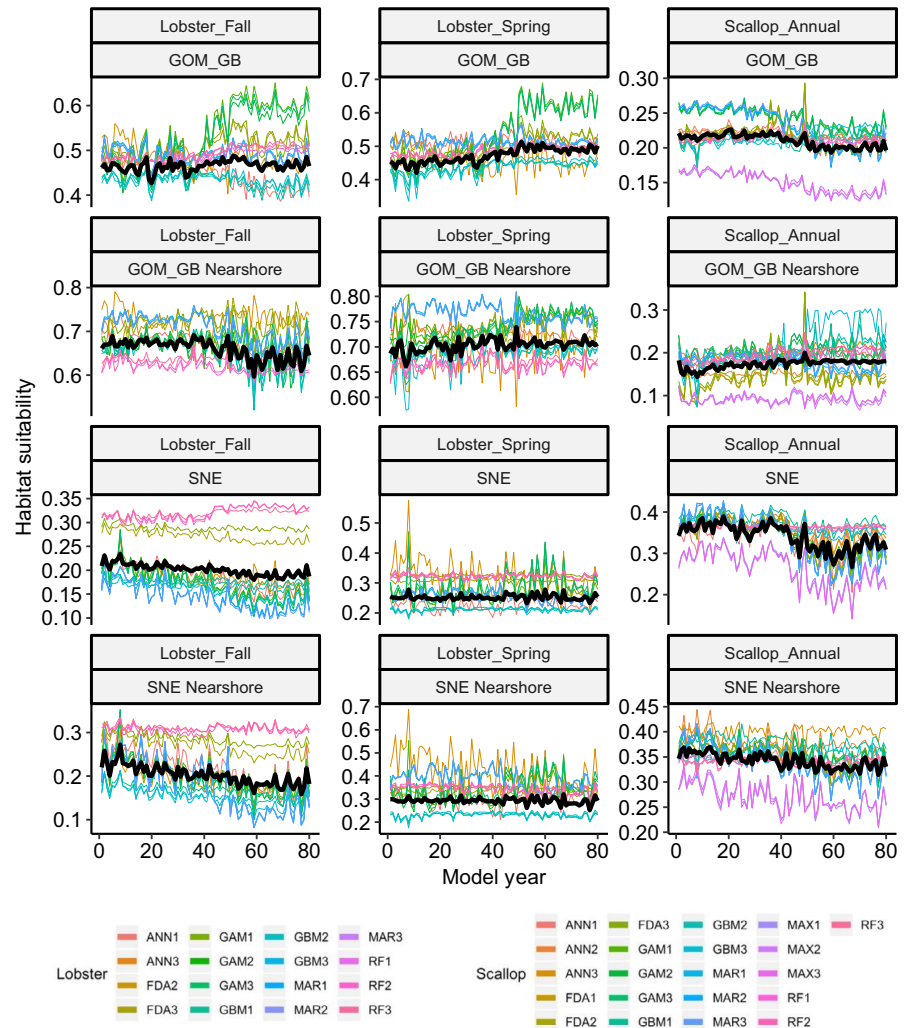 Lobster_Fall
Lobster_Spring
Scallop_Annual
GOM_GB
GOM_GB
GOM_GB
0.6
0.5
0.4
0.7
0.6
0.5
0.4
0.30
0.25
0.20
0.15
Lobster_Fall
Lobster_Spring
Scallop_Annual
GOM_GB Nearshore
GOM_GB Nearshore
GOM_GB Nearshore
0.8
0.7
0.6
0.80
0.75
0.70
0.65
0.60
0.3
0.2
0.1
Habitat suitability
Lobster_Fall
Lobster_Spring
Scallop_Annual
SNE
SNE
SNE
0.35
0.30
0.25
0.20
0.15
0.10
0.5
0.4
0.3
0.2
0.4
0.3
0.2
Lobster_Fall
Lobster_Spring
Scallop_Annual
SNE Nearshore
SNE Nearshore
SNE Nearshore
0.3
0.2
0.1
0.7
0.6
0.5
0.4
0.3
0.2
0.45
0.40
0.35
0.30
0.25
0.20
0 20 40 60 80
0 20 40 60 80
0 20 40 60 80
Model year
Lobster
ANN1 GAM1 GBM2 MAR3
ANN3 GAM2 GBM3 RF1
FDA2 GAM3 MAR1 RF2
FDA3 GBM1 MAR2 RF3
Scallop
ANN1 FDA3 GBM2 MAX1 RF3
ANN2 GAM1 GBM3 MAX2
ANN3 GAM2 MAR1 MAX3
FDA1 GAM3 MAR2 RF1
FDA2 GBM1 MAR3 RF2